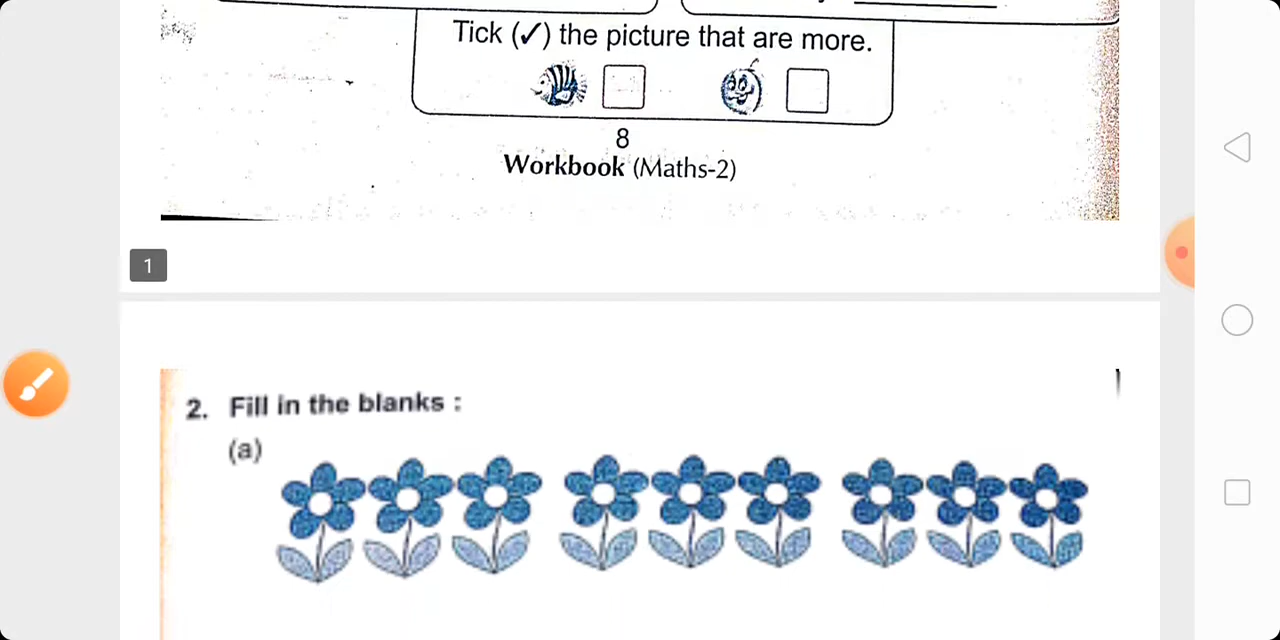 Tick (✓) the picture that are more.
8
Workbook (Maths-2)
1
2. Fill in the blanks :
(a)